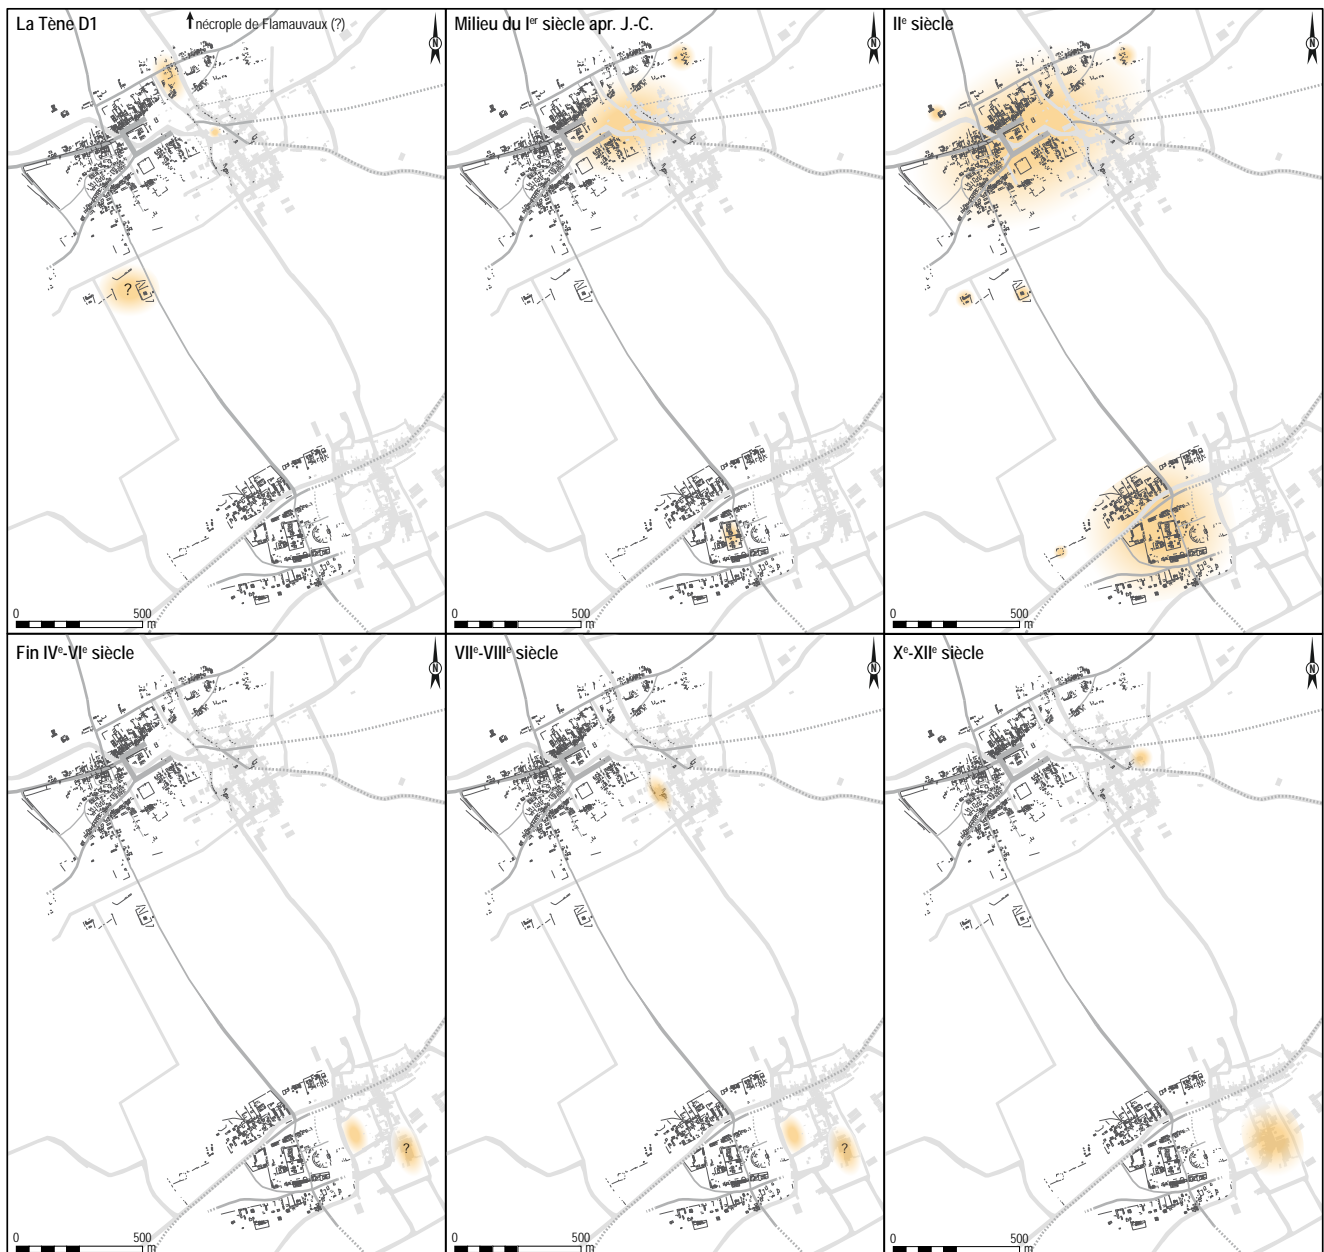 La Tène D1
nécrople de Flamauvaux (?)
N
?
0 500
m
Milieu du Ier siècle apr. J.-C.
N
0 500
m
IIe siècle
N
0 500
m
Fin IVe-VIe siècle
N
?
0 500
m
VIIe-VIIIe siècle
N
?
0 500
m
Xe-XIIe siècle
N
0 500
m